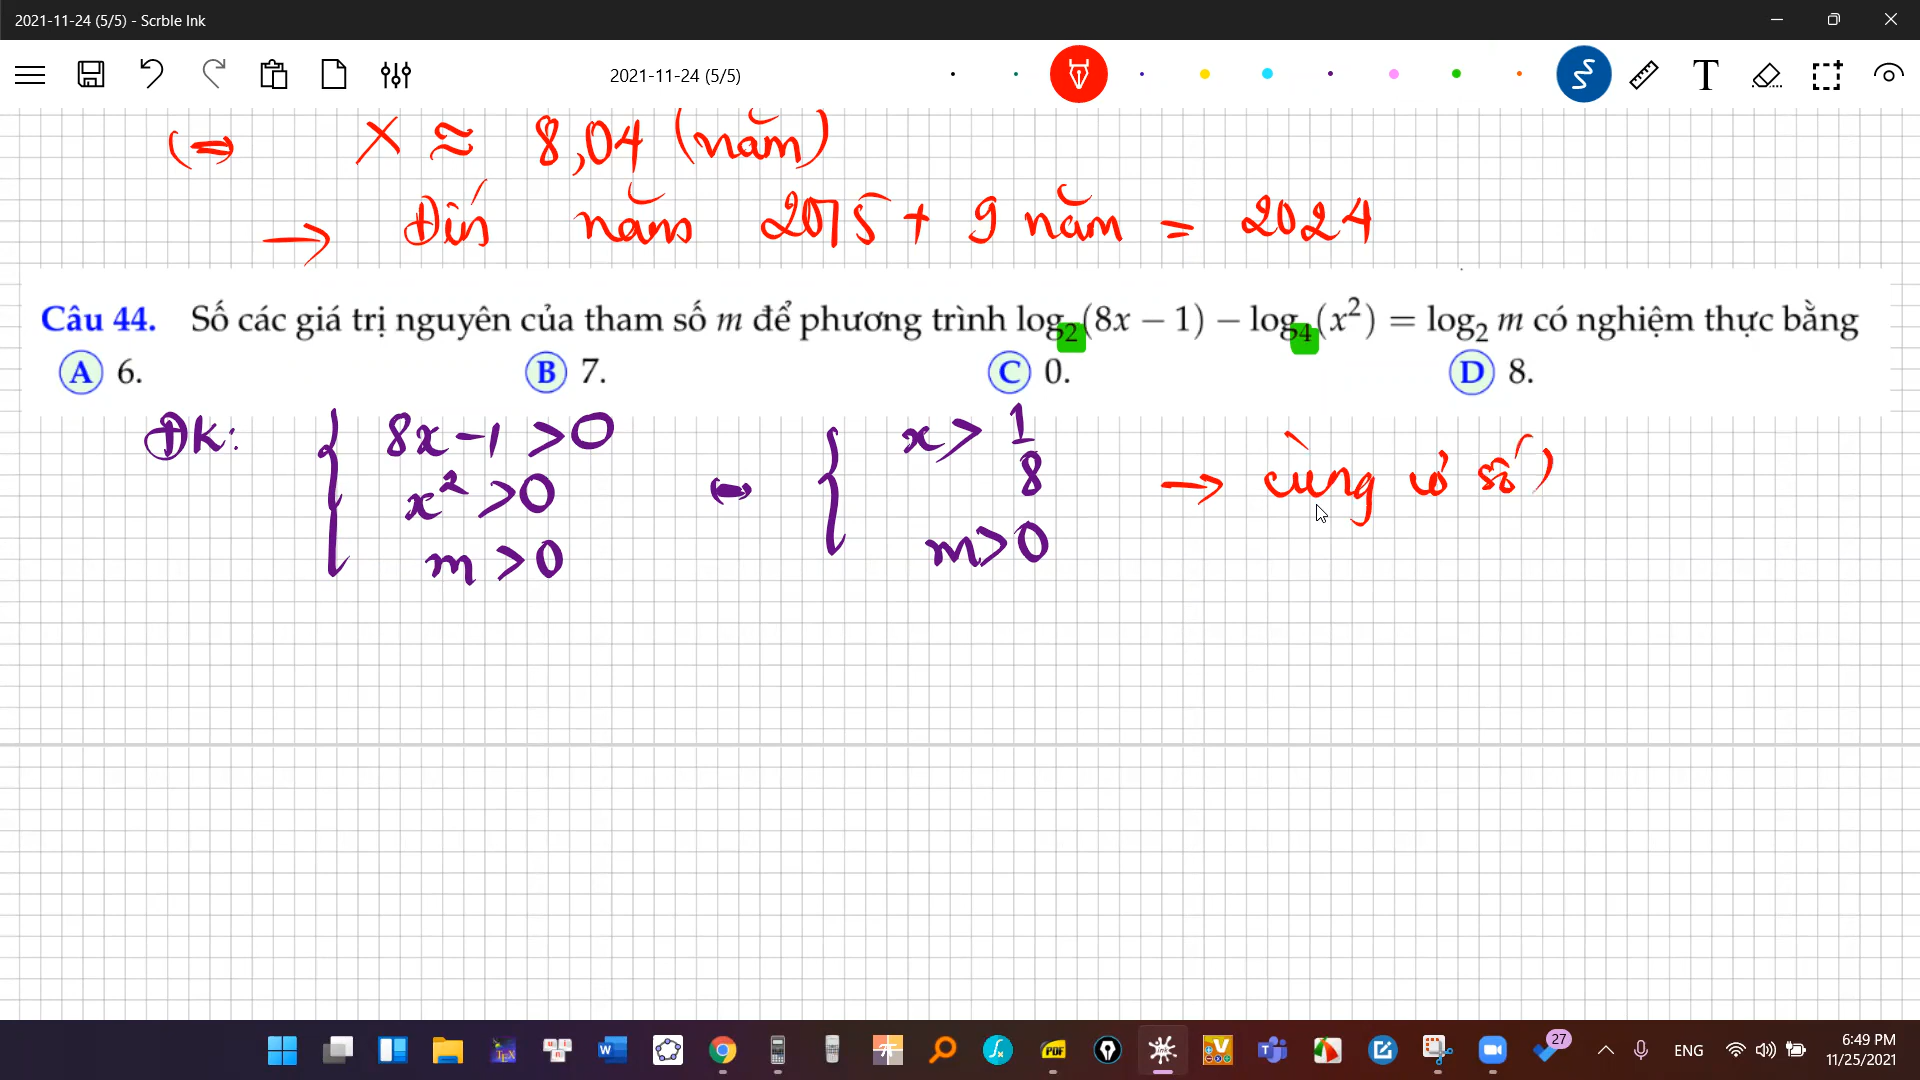 2021-11-24 (5/5) - Scrble Ink
2021-11-24 (5/5)
T
(⇔ X ≈ 8,04 (năm)
→ Đến năm 2015 + 9 năm = 2024
Câu 44. Số các giá trị nguyên của tham số m để phương trình log₂(8x − 1) − log₄(x²) = log₂ m có nghiệm thực bằng
A 6. B 7. C 0. D 8.
ĐK: { 8x − 1 > 0 ↔ { x > 1/8 → cùng cơ số)
x² > 0
m > 0 m > 0
27
ENG
6:49 PM
11/25/2021